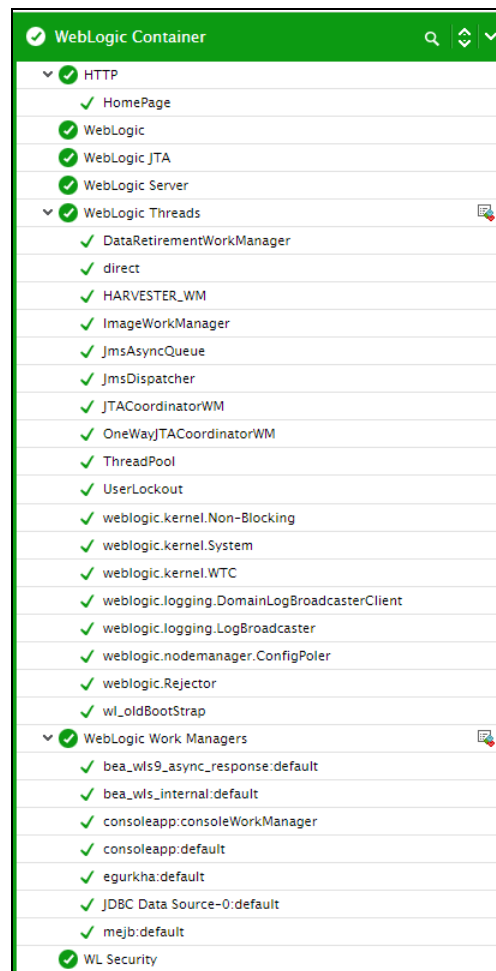 WebLogic Container
HTTP
HomePage
WebLogic
WebLogic JTA
WebLogic Server
WebLogic Threads
DataRetirementWorkManager
direct
HARVESTER_WM
ImageWorkManager
JmsAsyncQueue
JmsDispatcher
JTACoordinatorWM
OneWayJTACoordinatorWM
ThreadPool
UserLockout
weblogic.kernel.Non-Blocking
weblogic.kernel.System
weblogic.kernel.WTC
weblogic.logging.DomainLogBroadcasterClient
weblogic.logging.LogBroadcaster
weblogic.nodemanager.ConfigPoler
weblogic.Rejector
wl_oldBootStrap
WebLogic Work Managers
bea_wls9_async_response:default
bea_wls_internal:default
consoleapp:consoleWorkManager
consoleapp:default
egurkha:default
JDBC Data Source-0:default
mejb:default
WL Security